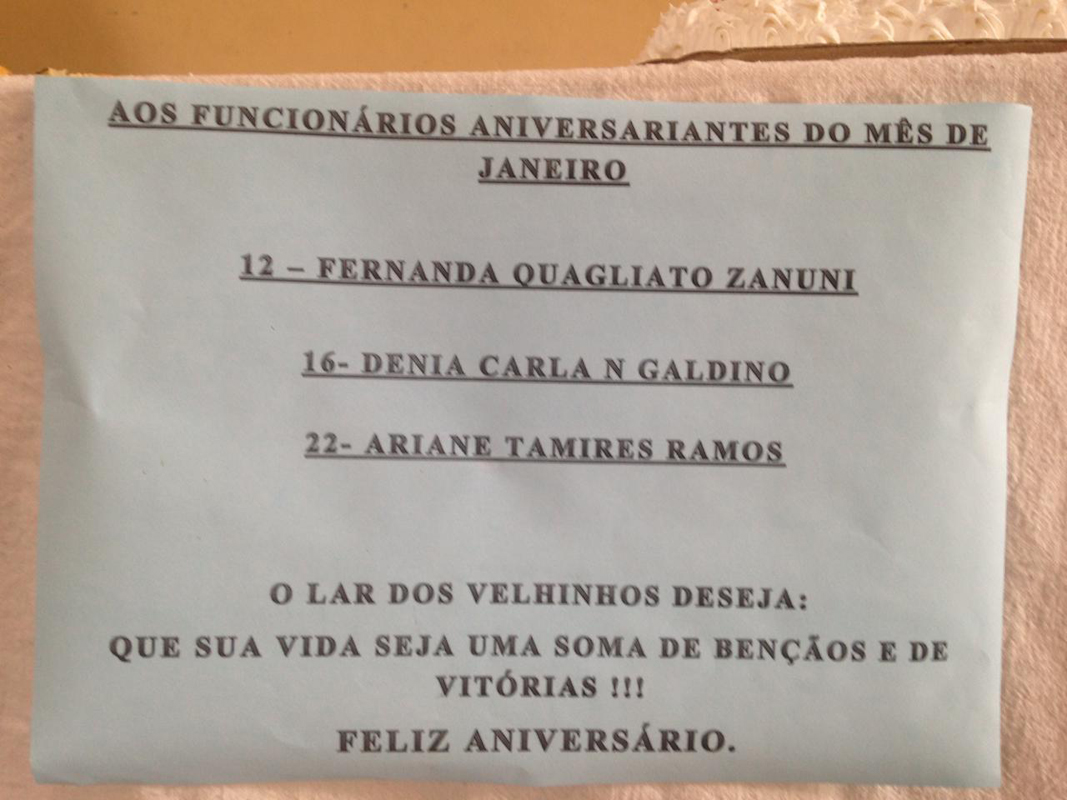 AOS FUNCIONÁRIOS ANIVERSARIANTES DO MÊS DE
JANEIRO
12 – FERNANDA QUAGLIATO ZANUNI
16- DENIA CARLA N GALDINO
22- ARIANE TAMIRES RAMOS
O LAR DOS VELHINHOS DESEJA:
QUE SUA VIDA SEJA UMA SOMA DE BENÇÃOS E DE
VITÓRIAS !!!
FELIZ ANIVERSÁRIO.